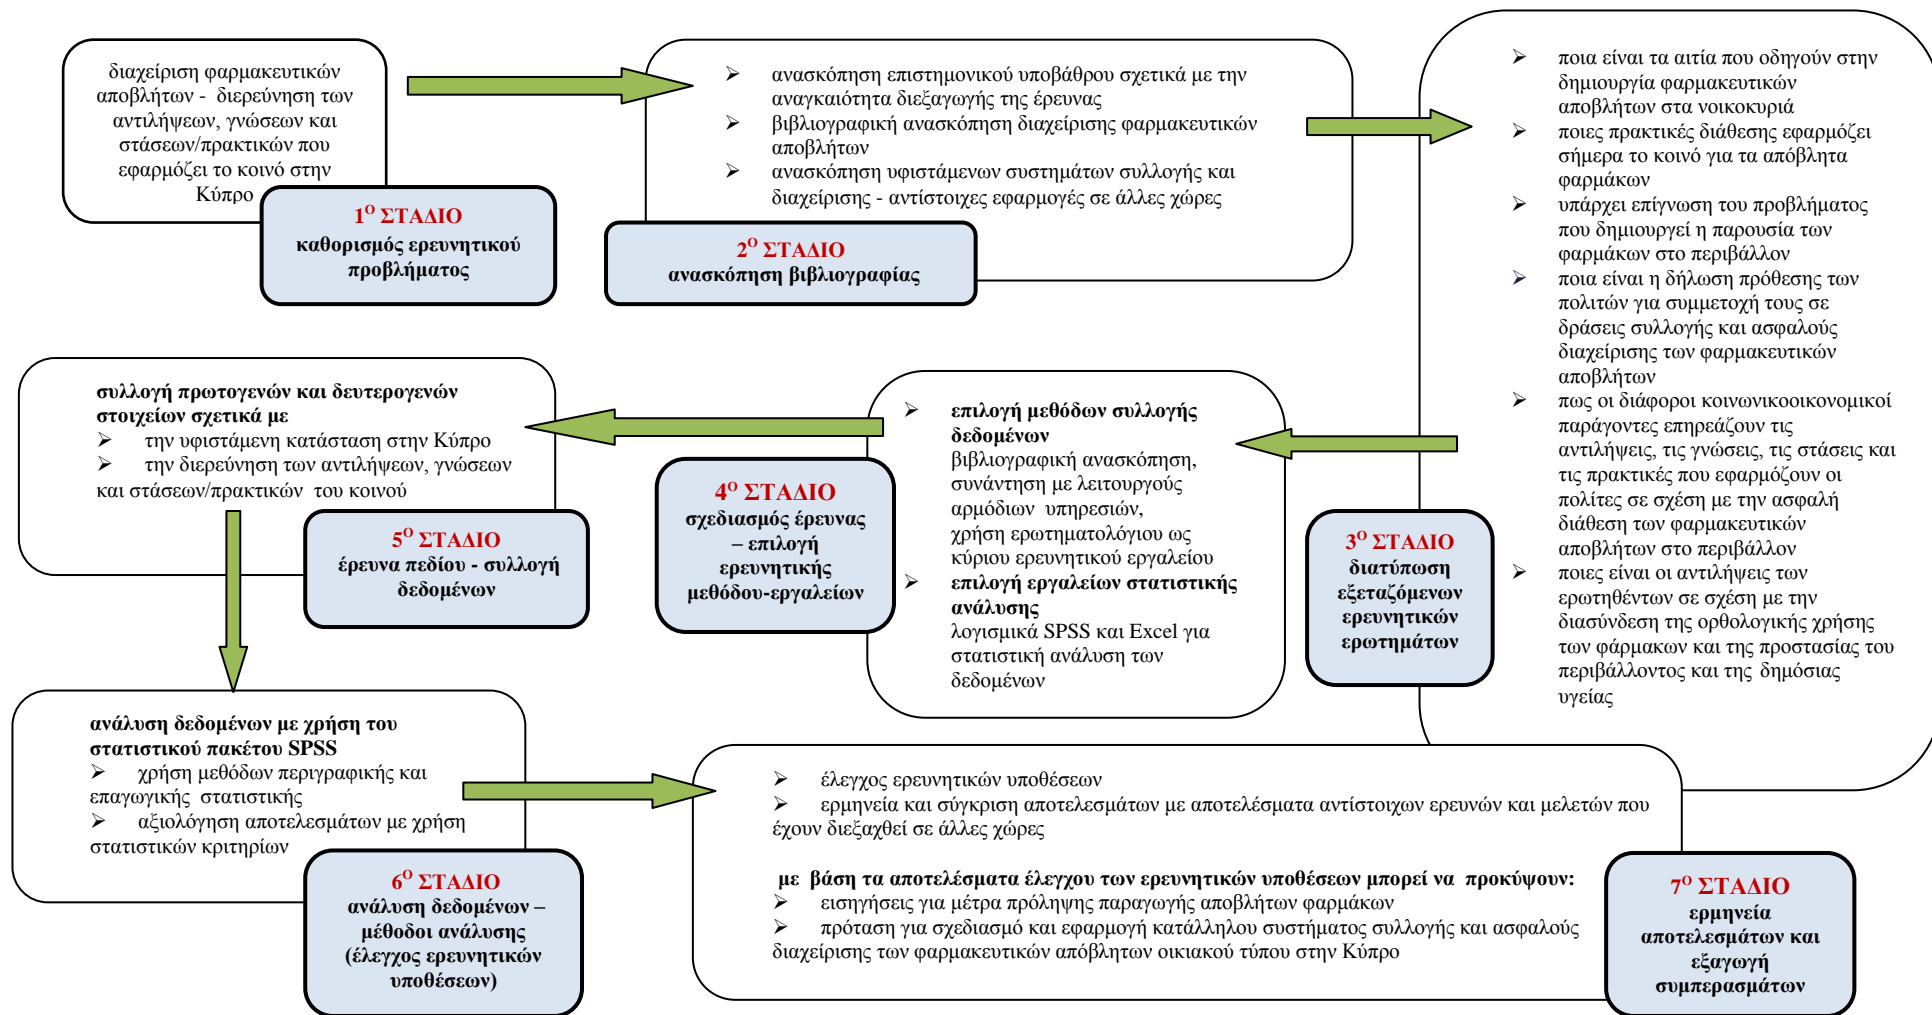 διαχείριση φαρμακευτικών
αποβλήτων - διερεύνηση των
αντιλήψεων, γνώσεων και
στάσεων/πρακτικών που
εφαρμόζει το κοινό στην
Κύπρο
1Ο ΣΤΑΔΙΟ
καθορισμός ερευνητικού
προβλήματος
➢ ανασκόπηση επιστημονικού υποβάθρου σχετικά με την
αναγκαιότητα διεξαγωγής της έρευνας
➢ βιβλιογραφική ανασκόπηση διαχείρισης φαρμακευτικών
αποβλήτων
➢ ανασκόπηση υφιστάμενων συστημάτων συλλογής και
διαχείρισης - αντίστοιχες εφαρμογές σε άλλες χώρες
2Ο ΣΤΑΔΙΟ
ανασκόπηση βιβλιογραφίας
➢ ποια είναι τα αιτία που οδηγούν στην
δημιουργία φαρμακευτικών
αποβλήτων στα νοικοκυριά
➢ ποιες πρακτικές διάθεσης εφαρμόζει
σήμερα το κοινό για τα απόβλητα
φαρμάκων
➢ υπάρχει επίγνωση του προβλήματος
που δημιουργεί η παρουσία των
φαρμάκων στο περιβάλλον
➢ ποια είναι η δήλωση πρόθεσης των
πολιτών για συμμετοχή τους σε
δράσεις συλλογής και ασφαλούς
διαχείρισης των φαρμακευτικών
αποβλήτων
➢ πως οι διάφοροι κοινωνικοοικονομικοί
παράγοντες επηρεάζουν τις
αντιλήψεις, τις γνώσεις, τις στάσεις και
τις πρακτικές που εφαρμόζουν οι
πολίτες σε σχέση με την ασφαλή
διάθεση των φαρμακευτικών
αποβλήτων στο περιβάλλον
➢ ποιες είναι οι αντιλήψεις των
ερωτηθέντων σε σχέση με την
διασύνδεση της ορθολογικής χρήσης
των φάρμακων και της προστασίας του
περιβάλλοντος και της δημόσιας
υγείας
3Ο ΣΤΑΔΙΟ
διατύπωση
εξεταζόμενων
ερευνητικών
ερωτημάτων
➢ επιλογή μεθόδων συλλογής
δεδομένων
βιβλιογραφική ανασκόπηση,
συνάντηση με λειτουργούς
αρμόδιων υπηρεσιών,
χρήση ερωτηματολόγιου ως
κύριου ερευνητικού εργαλείου
➢ επιλογή εργαλείων στατιστικής
ανάλυσης
λογισμικά SPSS και Excel για
στατιστική ανάλυση των
δεδομένων
4Ο ΣΤΑΔΙΟ
σχεδιασμός έρευνας
– επιλογή
ερευνητικής
μεθόδου-εργαλείων
συλλογή πρωτογενών και δευτερογενών
στοιχείων σχετικά με
➢ την υφιστάμενη κατάσταση στην Κύπρο
➢ την διερεύνηση των αντιλήψεων, γνώσεων
και στάσεων/πρακτικών του κοινού
5Ο ΣΤΑΔΙΟ
έρευνα πεδίου - συλλογή
δεδομένων
ανάλυση δεδομένων με χρήση του
στατιστικού πακέτου SPSS
➢ χρήση μεθόδων περιγραφικής και
επαγωγικής στατιστικής
➢ αξιολόγηση αποτελεσμάτων με χρήση
στατιστικών κριτηρίων
6Ο ΣΤΑΔΙΟ
ανάλυση δεδομένων –
μέθοδοι ανάλυσης
(έλεγχος ερευνητικών
υποθέσεων)
➢ έλεγχος ερευνητικών υποθέσεων
➢ ερμηνεία και σύγκριση αποτελεσμάτων με αποτελέσματα αντίστοιχων ερευνών και μελετών που
έχουν διεξαχθεί σε άλλες χώρες
με βάση τα αποτελέσματα έλεγχου των ερευνητικών υποθέσεων μπορεί να προκύψουν:
➢ εισηγήσεις για μέτρα πρόληψης παραγωγής αποβλήτων φαρμάκων
➢ πρόταση για σχεδιασμό και εφαρμογή κατάλληλου συστήματος συλλογής και ασφαλούς
διαχείρισης των φαρμακευτικών απόβλητων οικιακού τύπου στην Κύπρο
7Ο ΣΤΑΔΙΟ
ερμηνεία
αποτελεσμάτων και
εξαγωγή
συμπερασμάτων